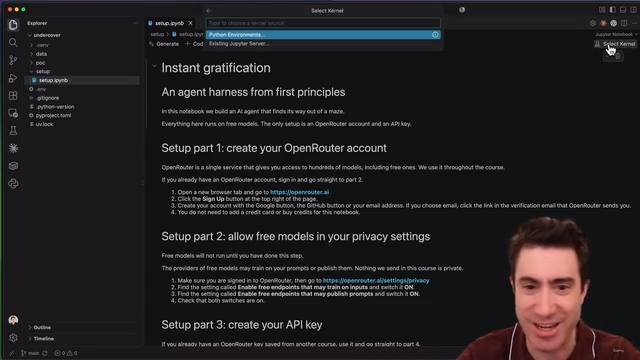 Select Kernel
Type to choose a kernel source
Python Environments...
Existing Jupyter Server...
EXPLORER
undercover
.venv
data
poc
setup
setup.ipynb
.env
.gitignore
.python-version
pyproject.toml
uv.lock
Outline
Timeline
main
0
0
setup.ipynb
setup
setup.ipynb
Generate
Jupyter Notebook
Select Kernel
Instant gratification
An agent harness from first principles
In this notebook we build an AI agent that finds its way out of a maze.
Everything here runs on free models. The only setup is an OpenRouter account and an API key.
Setup part 1: create your OpenRouter account
OpenRouter is a single service that gives you access to hundreds of models, including free ones. We use it throughout the course.
If you already have an OpenRouter account, sign in and go straight to part 2.
1. Open a new browser tab and go to https://openrouter.ai
2. Click the Sign Up button at the top right of the page.
3. Create your account with the Google button, the GitHub button or your email address. If you choose email, click the link in the verification email that OpenRouter sends you.
4. You do not need to add a credit card or buy credits for this notebook.
Setup part 2: allow free models in your privacy settings
Free models will not run until you have done this step.
The providers of free models may train on your prompts or publish them. Nothing we send in this course is private.
1. Make sure you are signed in to OpenRouter, then go to https://openrouter.ai/settings/privacy
2. Find the setting called Enable free endpoints that may train on inputs and switch it ON.
3. Find the setting called Enable free endpoints that may publish prompts and switch it ON.
4. Check that both switches are on.
Setup part 3: create your API key
If you already have an OpenRouter API key saved from another course, use it and go straight to part 4.